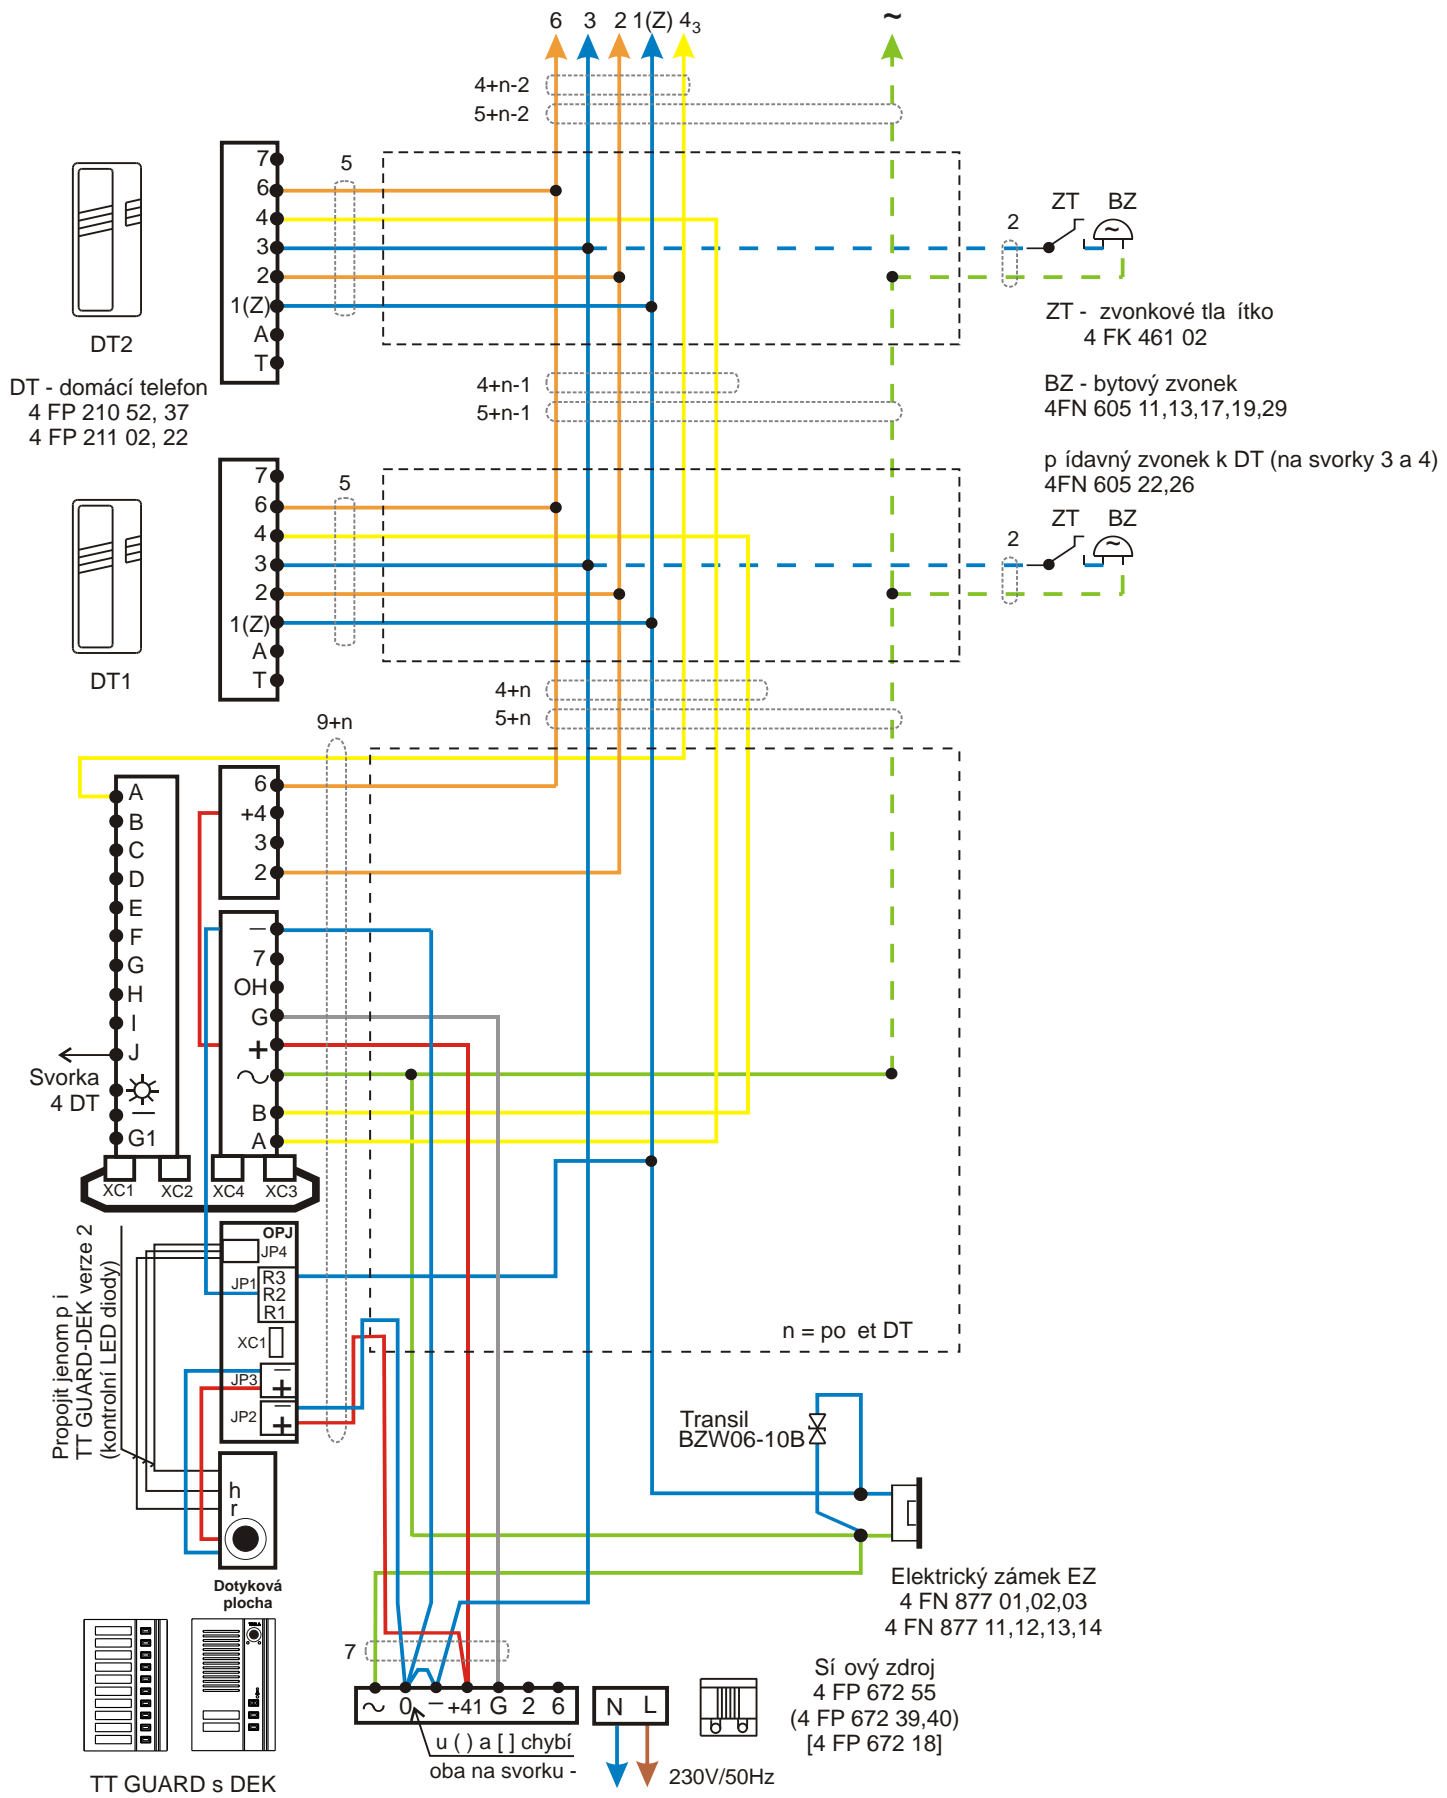 6 3 2 1(Z) 4₃ ~
4+n-2
5+n-2
7
6
4
3
2
1(Z)
A
T
5
DT2
2
ZT BZ
~
ZT - zvonkové tla ítko
4 FK 461 02
DT - domácí telefon
4 FP 210 52, 37
4 FP 211 02, 22
4+n-1
5+n-1
BZ - bytový zvonek
4FN 605 11,13,17,19,29
p ídavný zvonek k DT (na svorky 3 a 4)
4FN 605 22,26
7
6
4
3
2
1(Z)
A
T
5
DT1
2
ZT BZ
~
4+n
5+n
9+n
A
B
C
D
E
F
G
H
I
J
G1
Svorka
4 DT
6
+4
3
2
–
7
OH
G
+
~
B
A
XC1 XC2 XC4 XC3
Propojit jenom p i
TT GUARD-DEK verze 2
(kontrolní LED diody)
OPJ
JP4
JP1
R3
R2
R1
XC1
JP3
–
+
JP2
–
+
n = po et DT
h
r
Dotyková
plocha
Transil
BZW06-10B
Elektrický zámek EZ
4 FN 877 01,02,03
4 FN 877 11,12,13,14
7
~ 0 – +41 G 2 6
N L
u ( ) a [ ] chybí
oba na svorku -
230V/50Hz
Sí ový zdroj
4 FP 672 55
(4 FP 672 39,40)
[4 FP 672 18]
TT GUARD s DEK